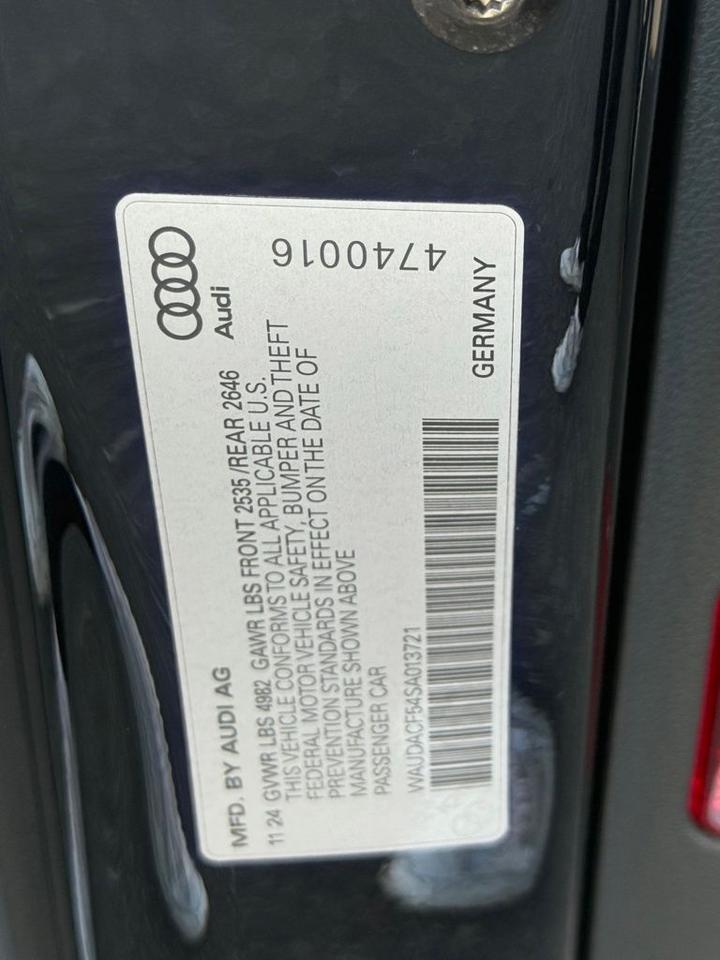 MFD. BY AUDI AG
11 24 GVWR LBS 4982 GAWR LBS FRONT 2535 /REAR 2646
THIS VEHICLE CONFORMS TO ALL APPLICABLE U.S.
FEDERAL MOTOR VEHICLE SAFETY, BUMPER AND THEFT
PREVENTION STANDARDS IN EFFECT ON THE DATE OF
MANUFACTURE SHOWN ABOVE
PASSENGER CAR
WAUDACF54SA013721
Audi
4740016
GERMANY